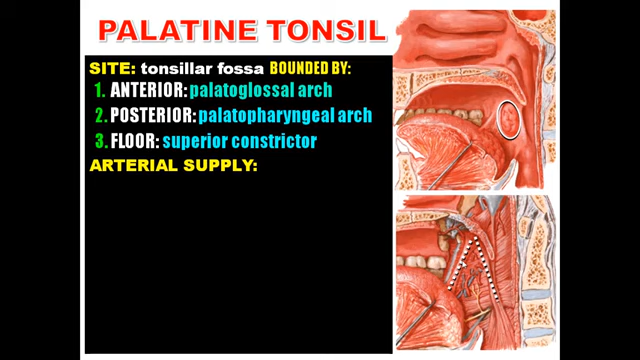 PALATINE TONSIL
SITE: tonsillar fossa BOUNDED BY:
1. ANTERIOR: palatoglossal arch
2. POSTERIOR: palatopharyngeal arch
3. FLOOR: superior constrictor
ARTERIAL SUPPLY: